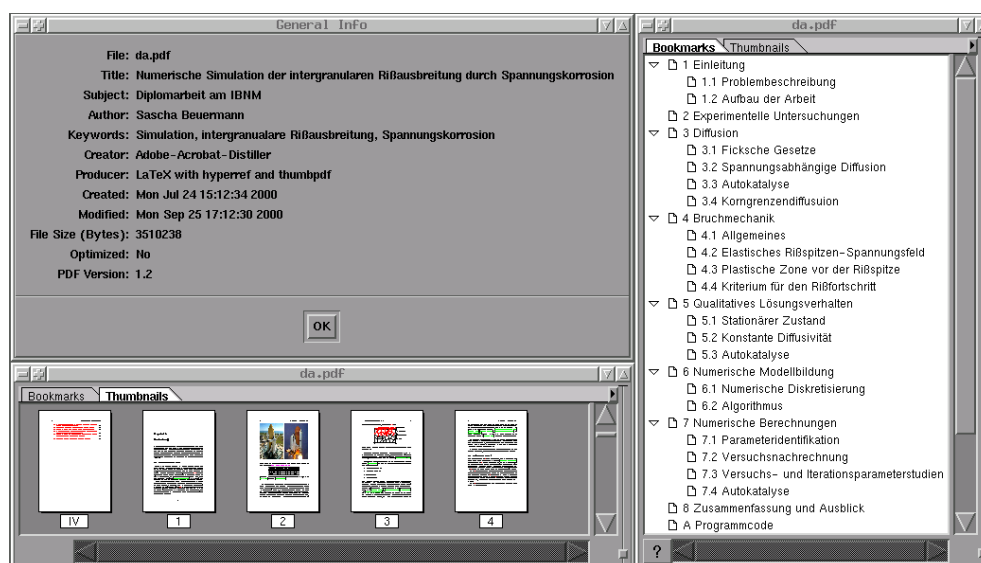 General Info
File: da.pdf
Title: Numerische Simulation der intergranularen Rißausbreitung durch Spannungskorrosion
Subject: Diplomarbeit am IBNM
Author: Sascha Beuermann
Keywords: Simulation, intergranualare Rißausbreitung, Spannungskorrosion
Creator: Adobe-Acrobat-Distiller
Producer: LaTeX with hyperref and thumbpdf
Created: Mon Jul 24 15:12:34 2000
Modified: Mon Sep 25 17:12:30 2000
File Size (Bytes): 3510238
Optimized: No
PDF Version: 1.2
OK
da.pdf
Bookmarks Thumbnails
IV 1 2 3 4
da.pdf
Bookmarks Thumbnails
1 Einleitung
1.1 Problembeschreibung
1.2 Aufbau der Arbeit
2 Experimentelle Untersuchungen
3 Diffusion
3.1 Ficksche Gesetze
3.2 Spannungsabhängige Diffusion
3.3 Autokatalyse
3.4 Korngrenzendiffusuion
4 Bruchmechanik
4.1 Allgemeines
4.2 Elastisches Rißspitzen-Spannungsfeld
4.3 Plastische Zone vor der Rißspitze
4.4 Kriterium für den Rißfortschritt
5 Qualitatives Lösungsverhalten
5.1 Stationärer Zustand
5.2 Konstante Diffusivität
5.3 Autokatalyse
6 Numerische Modellbildung
6.1 Numerische Diskretisierung
6.2 Algorithmus
7 Numerische Berechnungen
7.1 Parameteridentifikation
7.2 Versuchsnachrechnung
7.3 Versuchs- und Iterationsparameterstudien
7.4 Autokatalyse
8 Zusammenfassung und Ausblick
A Programmcode
?